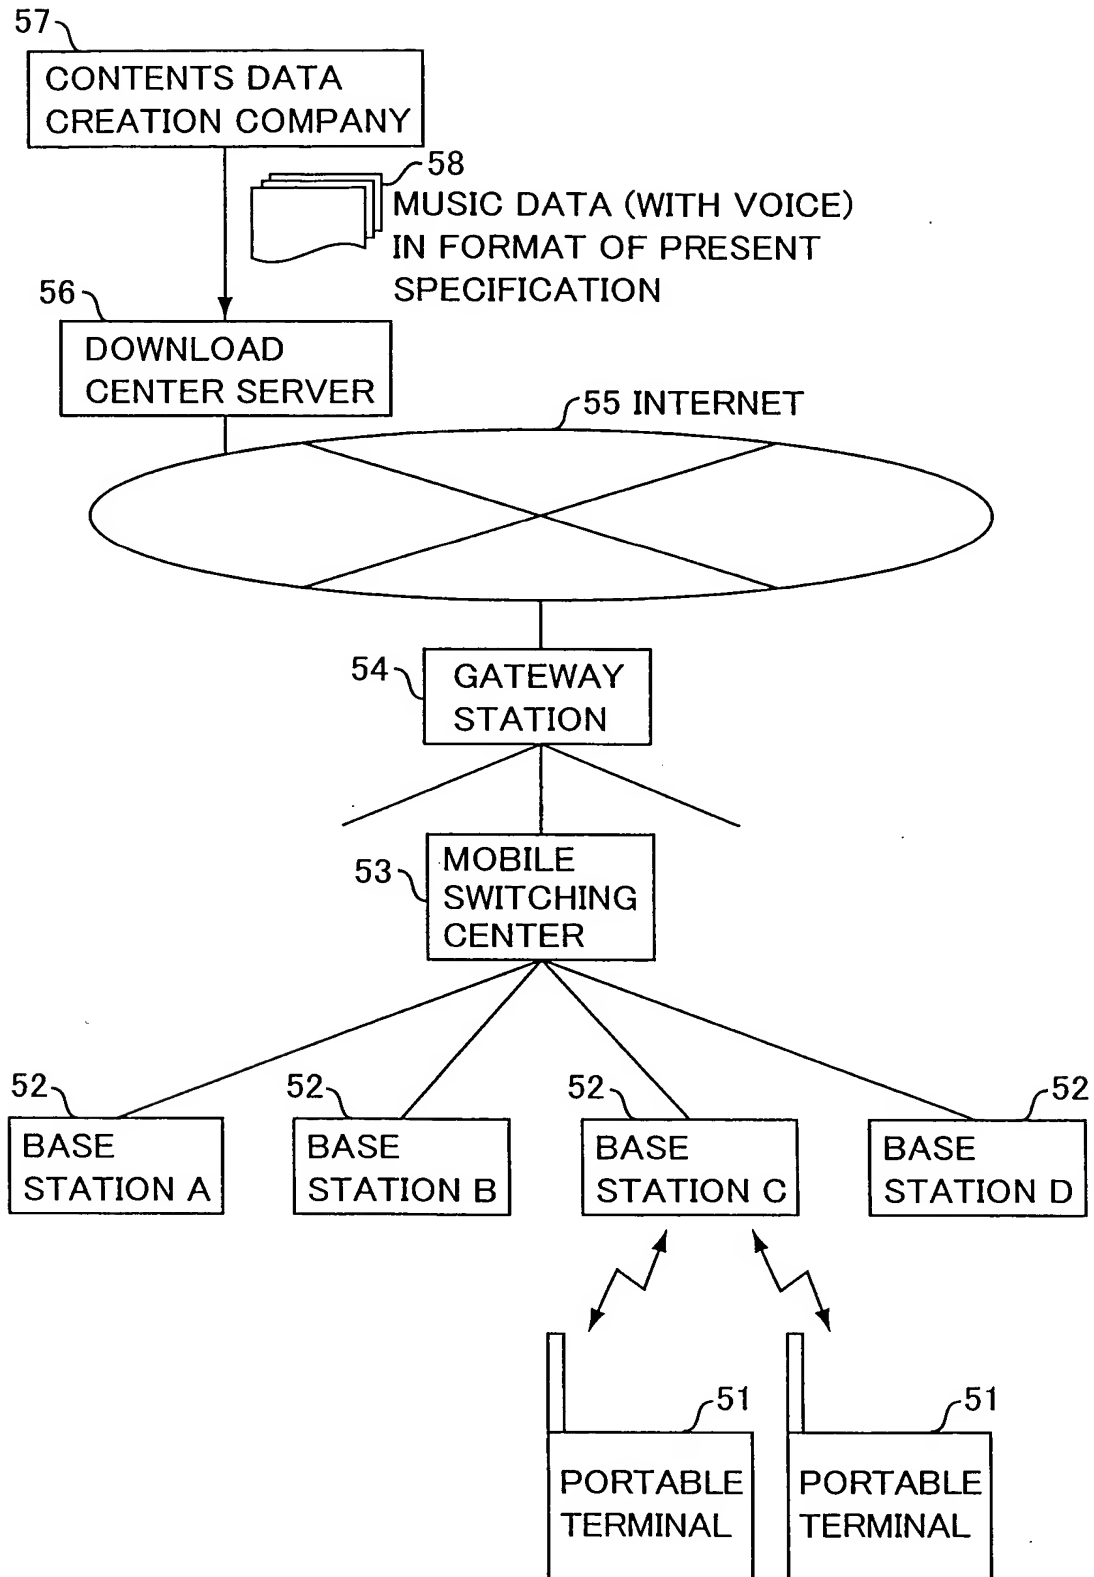 57
CONTENTS DATA
CREATION COMPANY
58
MUSIC DATA (WITH VOICE)
IN FORMAT OF PRESENT
SPECIFICATION
56
DOWNLOAD
CENTER SERVER
55 INTERNET
54
GATEWAY
STATION
53
MOBILE
SWITCHING
CENTER
52
BASE
STATION A
52
BASE
STATION B
52
BASE
STATION C
52
BASE
STATION D
51
PORTABLE
TERMINAL
51
PORTABLE
TERMINAL